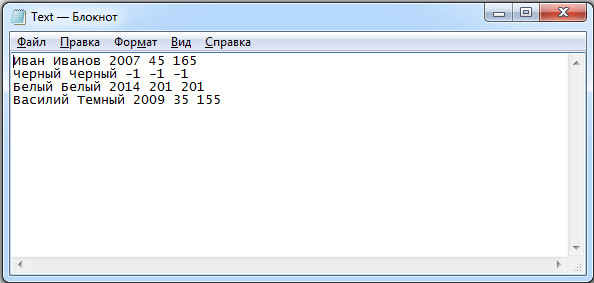 Text — Блокнот
Файл Правка Формат Вид Справка
Иван Иванов 2007 45 165
Черный Черный -1 -1 -1
Белый Белый 2014 201 201
Василий Темный 2009 35 155